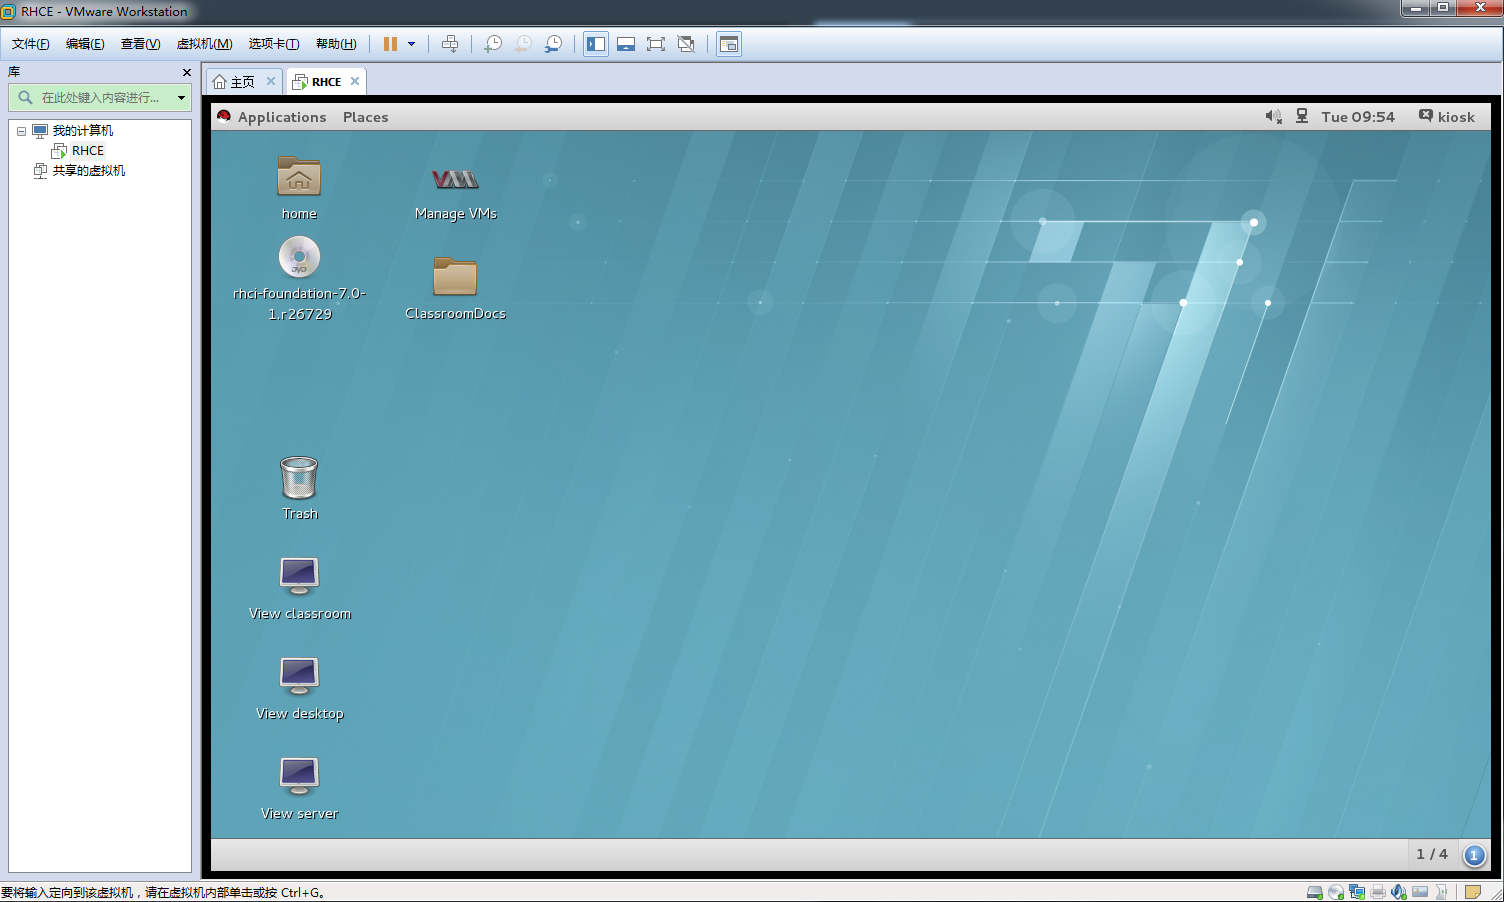 RHCE - VMware Workstation
文件(F) 编辑(E) 查看(V) 虚拟机(M) 选项卡(T) 帮助(H)
库
在此处键入内容进行...
我的计算机
RHCE
共享的虚拟机
主页
RHCE
Applications Places
Tue 09:54
kiosk
home
Manage VMs
DVD
rhci-foundation-7.0-
1.r26729
ClassroomDocs
Trash
View classroom
View desktop
View server
1 / 4
1
要将输入定向到该虚拟机，请在虚拟机内部单击或按 Ctrl+G。